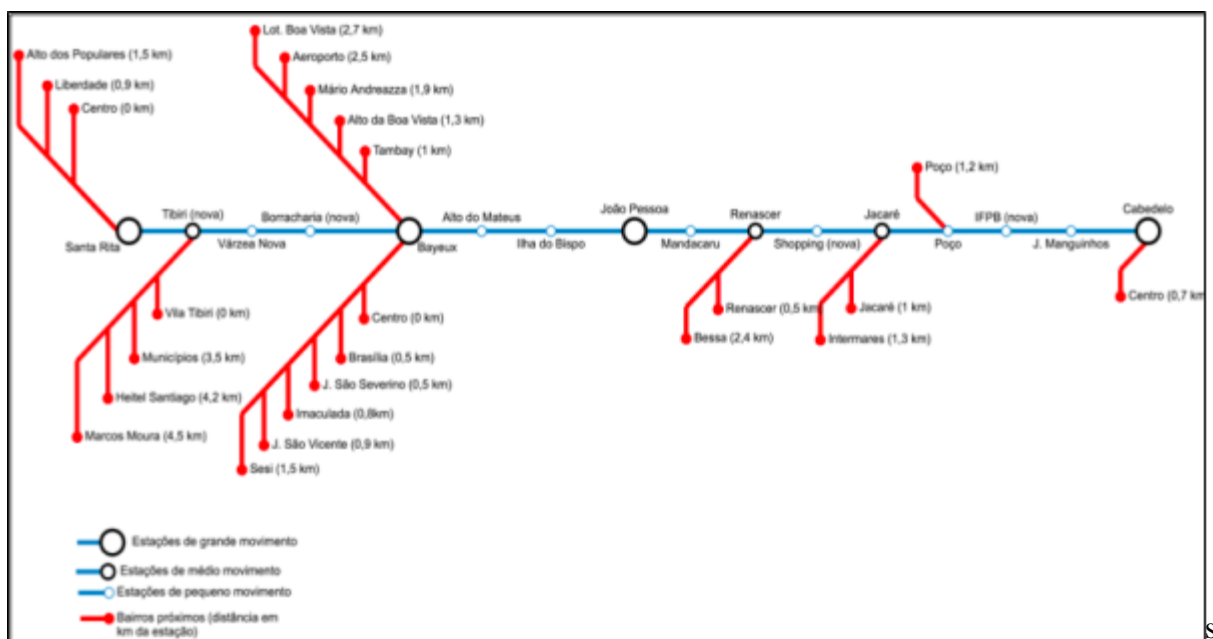 Lot. Boa Vista (2,7 km)
Alto dos Populares (1,5 km)
Aeroporto (2,5 km)
Liberdade (0,9 km)
Mário Andreazza (1,9 km)
Centro (0 km)
Alto da Boa Vista (1,3 km)
Tambay (1 km)
Poço (1,2 km)
Santa Rita
Tibiri (nova)
Várzea Nova
Borracharia (nova)
Bayeux
Alto do Mateus
Ilha do Bispo
João Pessoa
Mandacaru
Renascer
Shopping (nova)
Jacaré
Poço
IFPB (nova)
J. Manguinhos
Cabedelo
Vila Tibiri (0 km)
Municípios (3,5 km)
Heitel Santiago (4,2 km)
Marcos Moura (4,5 km)
Centro (0 km)
Brasília (0,5 km)
J. São Severino (0,5 km)
Imaculada (0,8km)
J. São Vicente (0,9 km)
Sesi (1,5 km)
Renascer (0,5 km)
Bessa (2,4 km)
Jacaré (1 km)
Intermares (1,3 km)
Centro (0,7 km
Estações de grande movimento
Estações de médio movimento
Estações de pequeno movimento
Bairros próximos (distância em
km da estação)
s